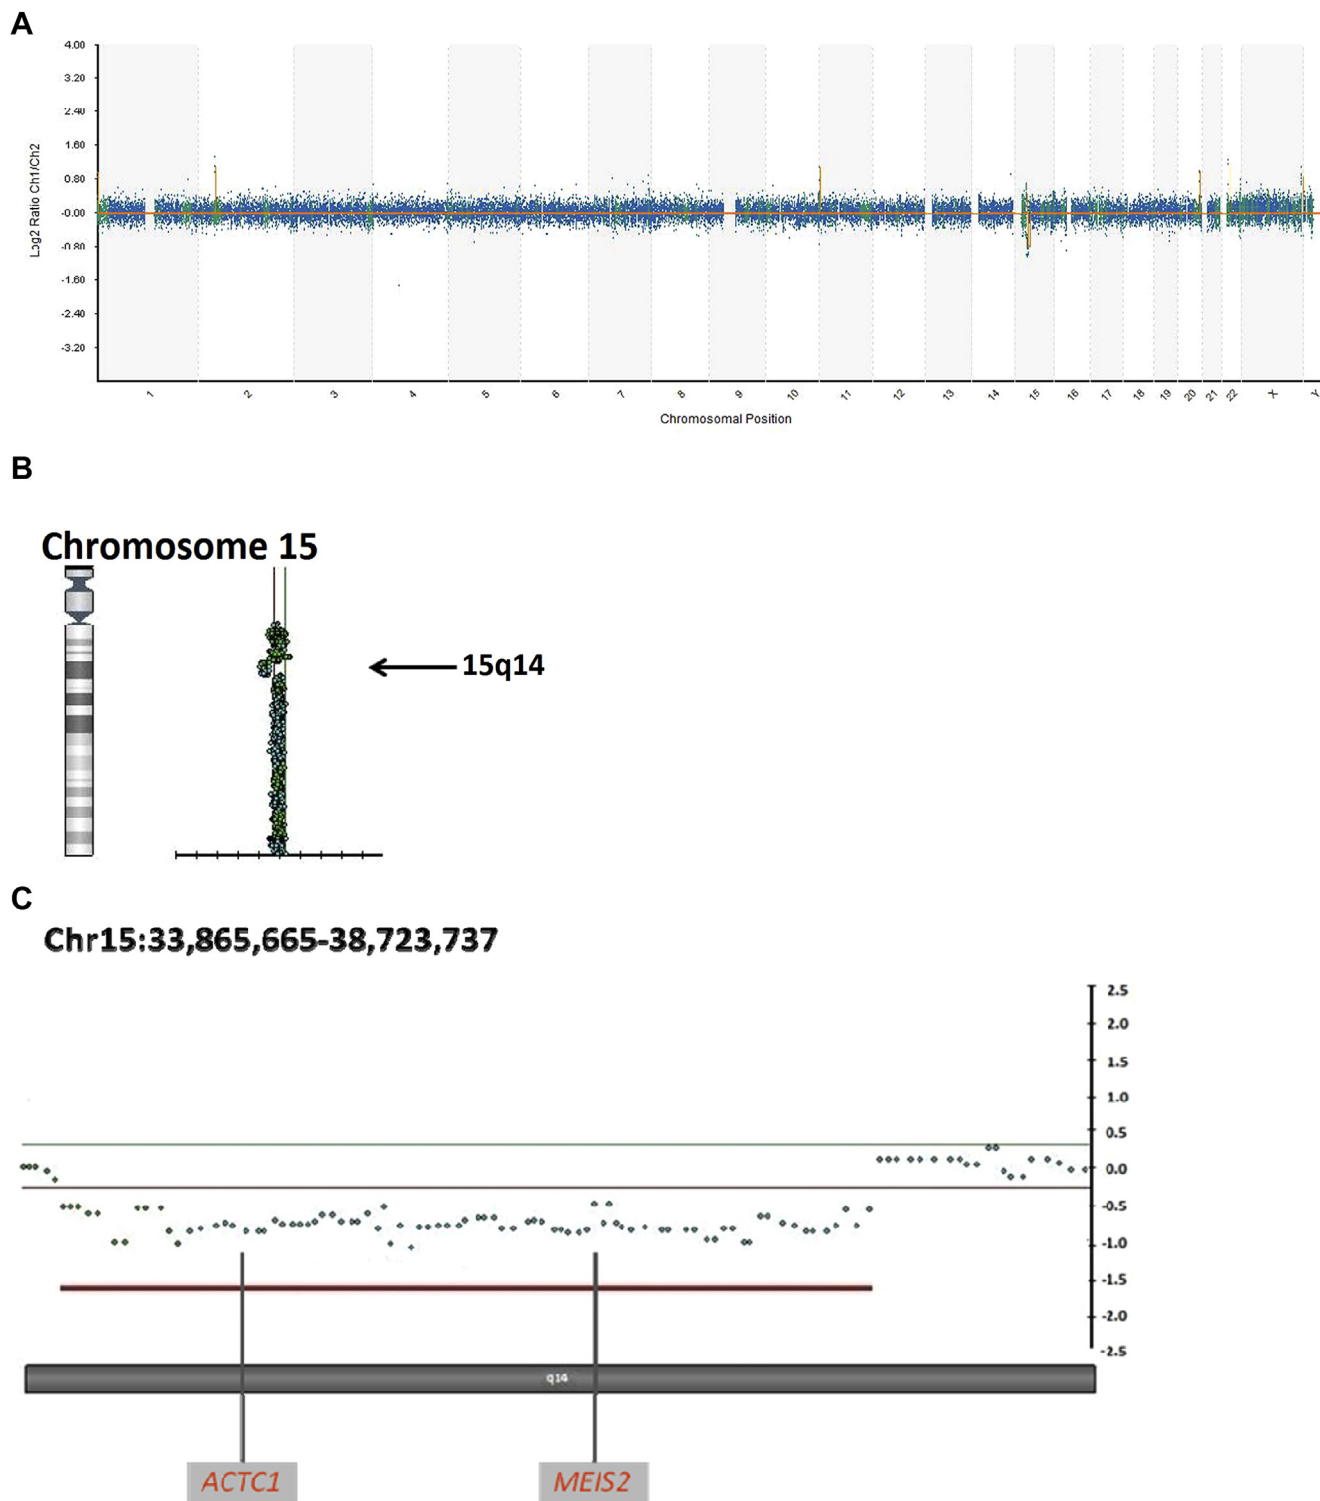 A
4.00
3.20
2.40
1.60
0.80
-0.00
-0.80
-1.60
-2.40
-3.20
Log2 Ratio Ch1/Ch2
1 2 3 4 5 6 7 8 9 10 11 12 13 14 15 16 17 18 19 20 21 22 X Y
Chromosomal Position
B
Chromosome 15
15q14
C
Chr15:33,865,665-38,723,737
2.5
2.0
1.5
1.0
0.5
0.0
-0.5
-1.0
-1.5
-2.0
-2.5
q14
ACTC1
MEIS2